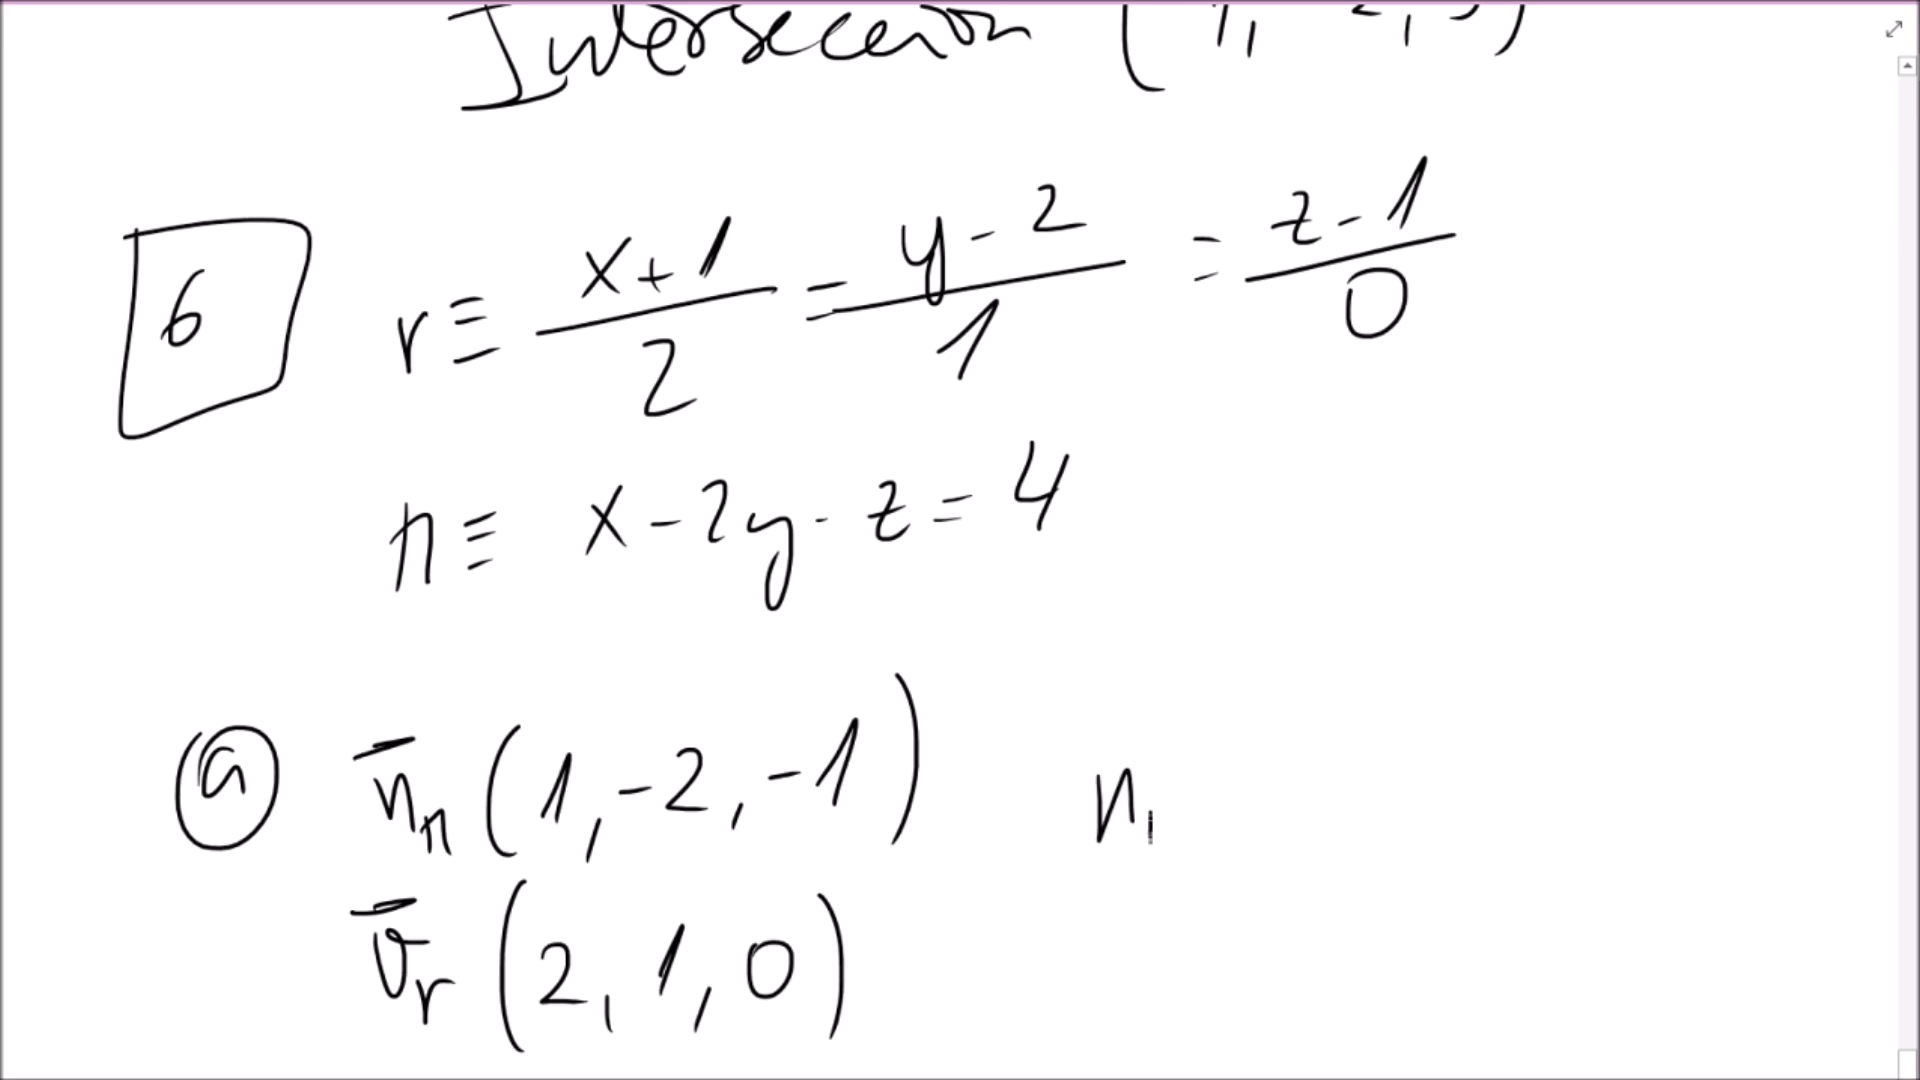 Intersección (
6 r ≡ x+1/2 = y-2/1 = z-1/0
π ≡ x-2y-z=4
a n̄π (1,-2,-1) n
v̄r (2,1,0)